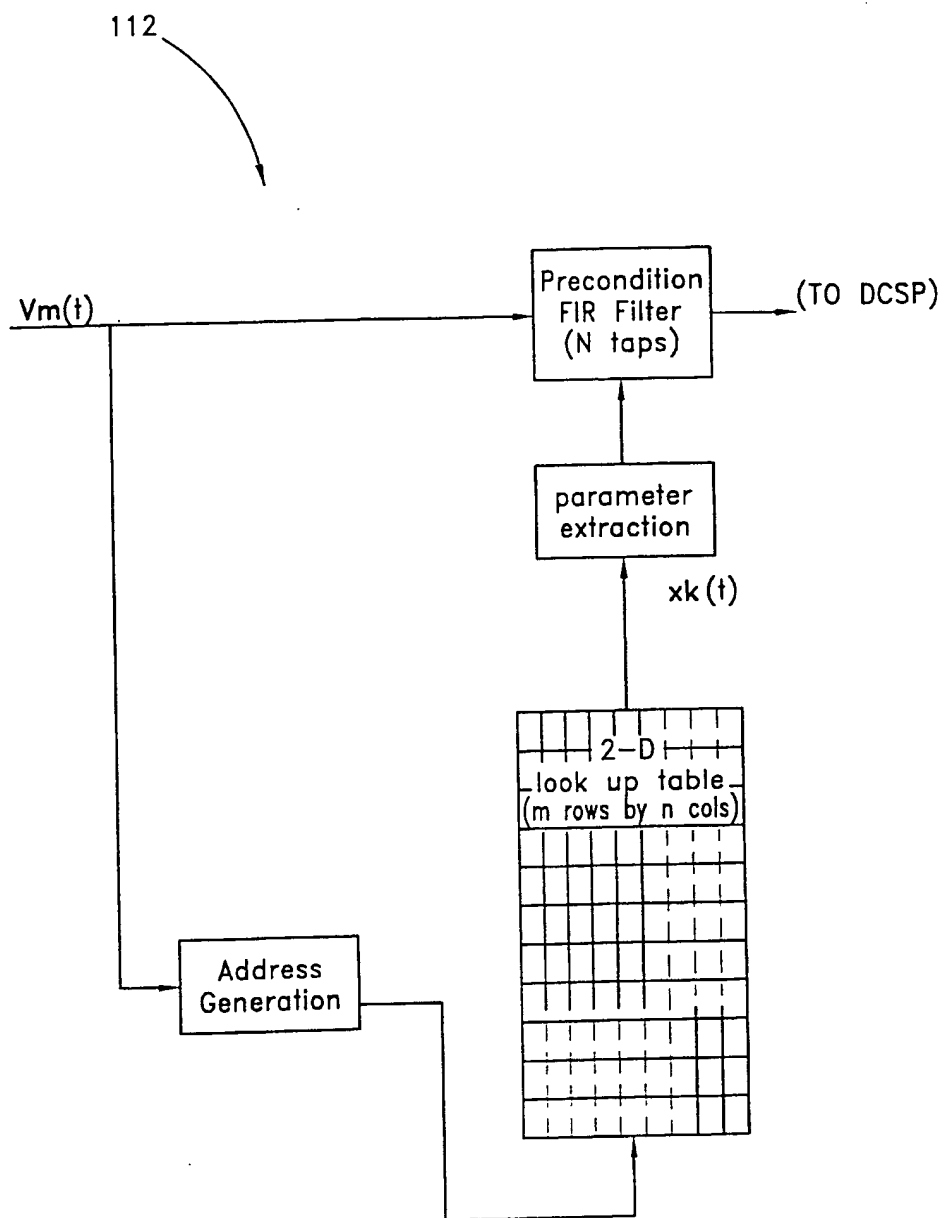 112
Vm(t)
Precondition
FIR Filter
(N taps)
(TO DCSP)
parameter
extraction
xk(t)
2-D
look up table
(m rows by n cols)
Address
Generation